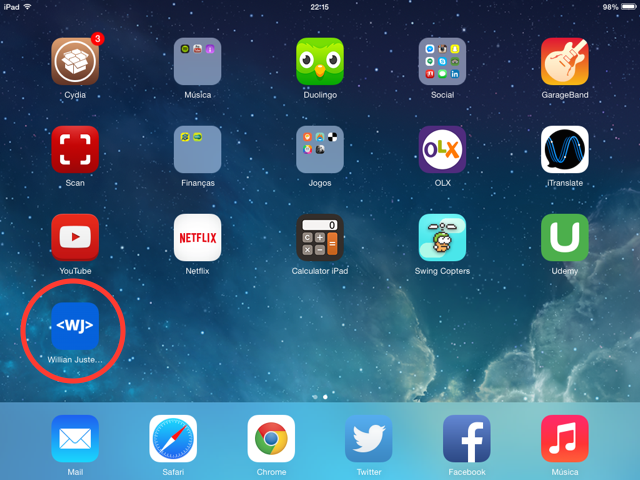 iPad
22:15
98%
3
Cydia
Música
Duolingo
Social
GarageBand
Scan
Finanças
Jogos
OLX
OLX
iTranslate
NETFLIX
0
C
U
YouTube
Netflix
Calculator iPad
Swing Copters
Udemy
<WJ>
Willian Juste...
Mail
Safari
Chrome
Twitter
Facebook
Música